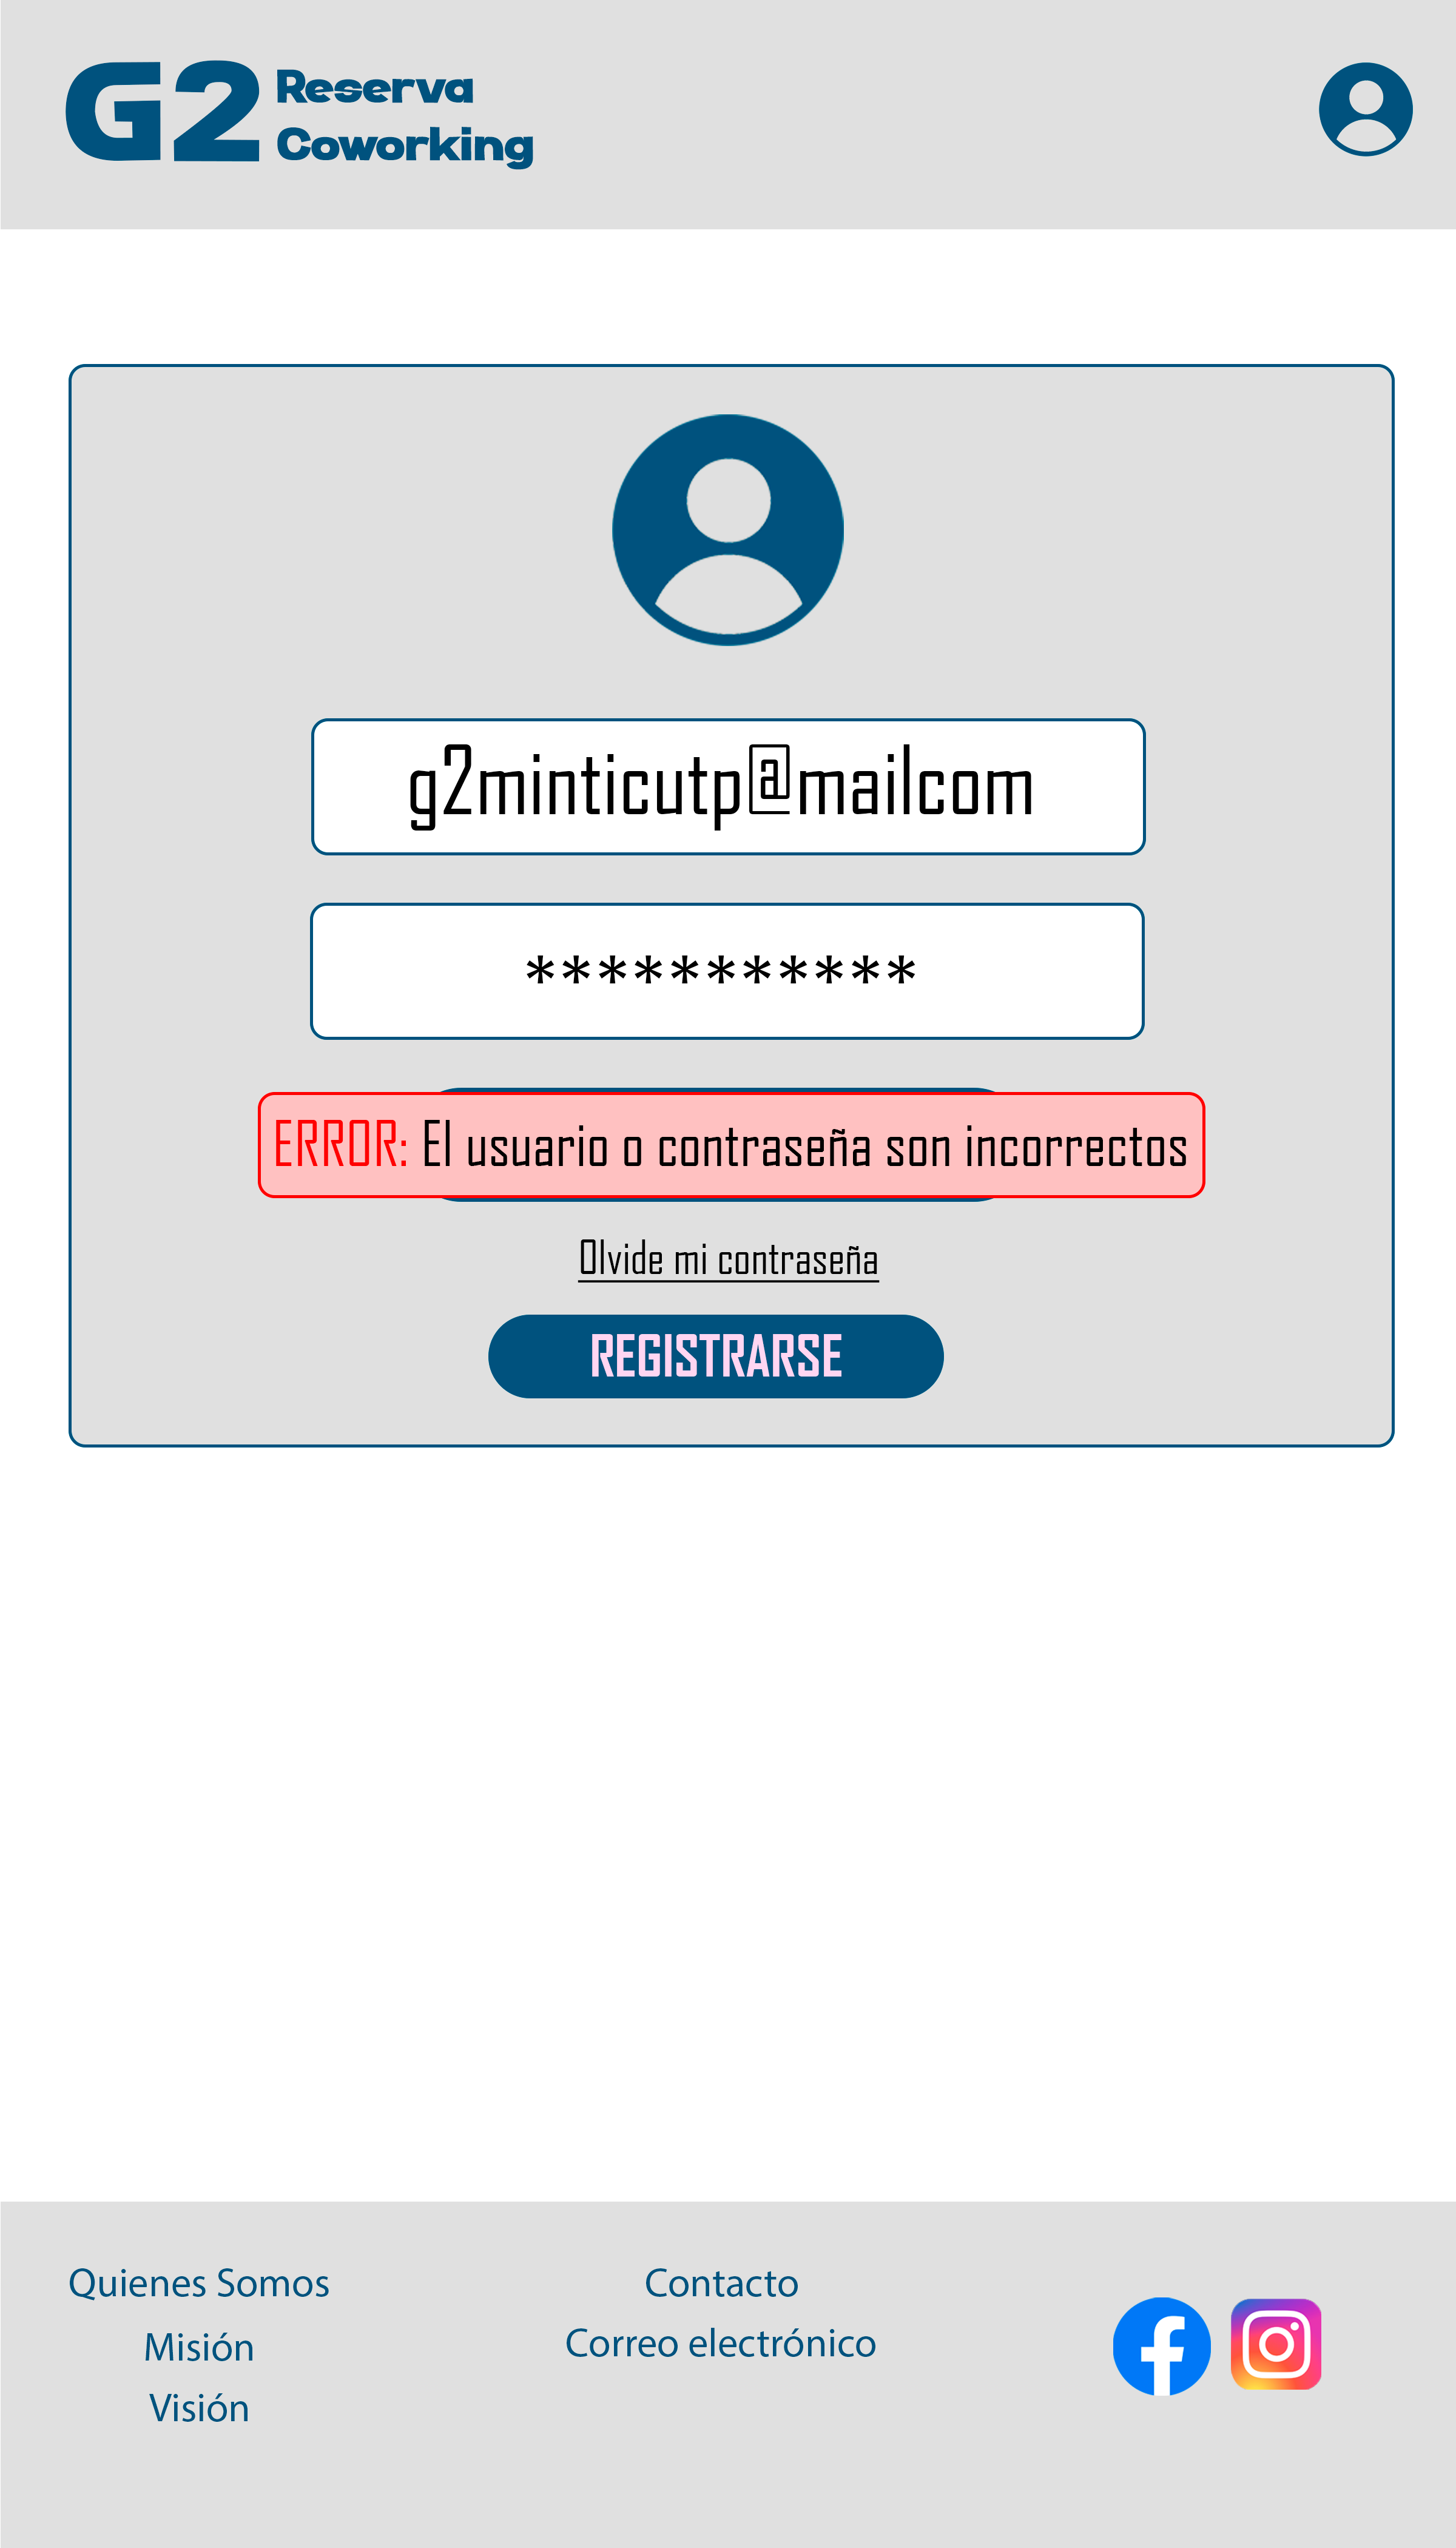 G2 Reserva
Coworking
g2minticutp@mailcom
***********
ERROR: El usuario o contraseña son incorrectos
Olvide mi contraseña
REGISTRARSE
Quienes Somos
Misión
Visión
Contacto
Correo electrónico